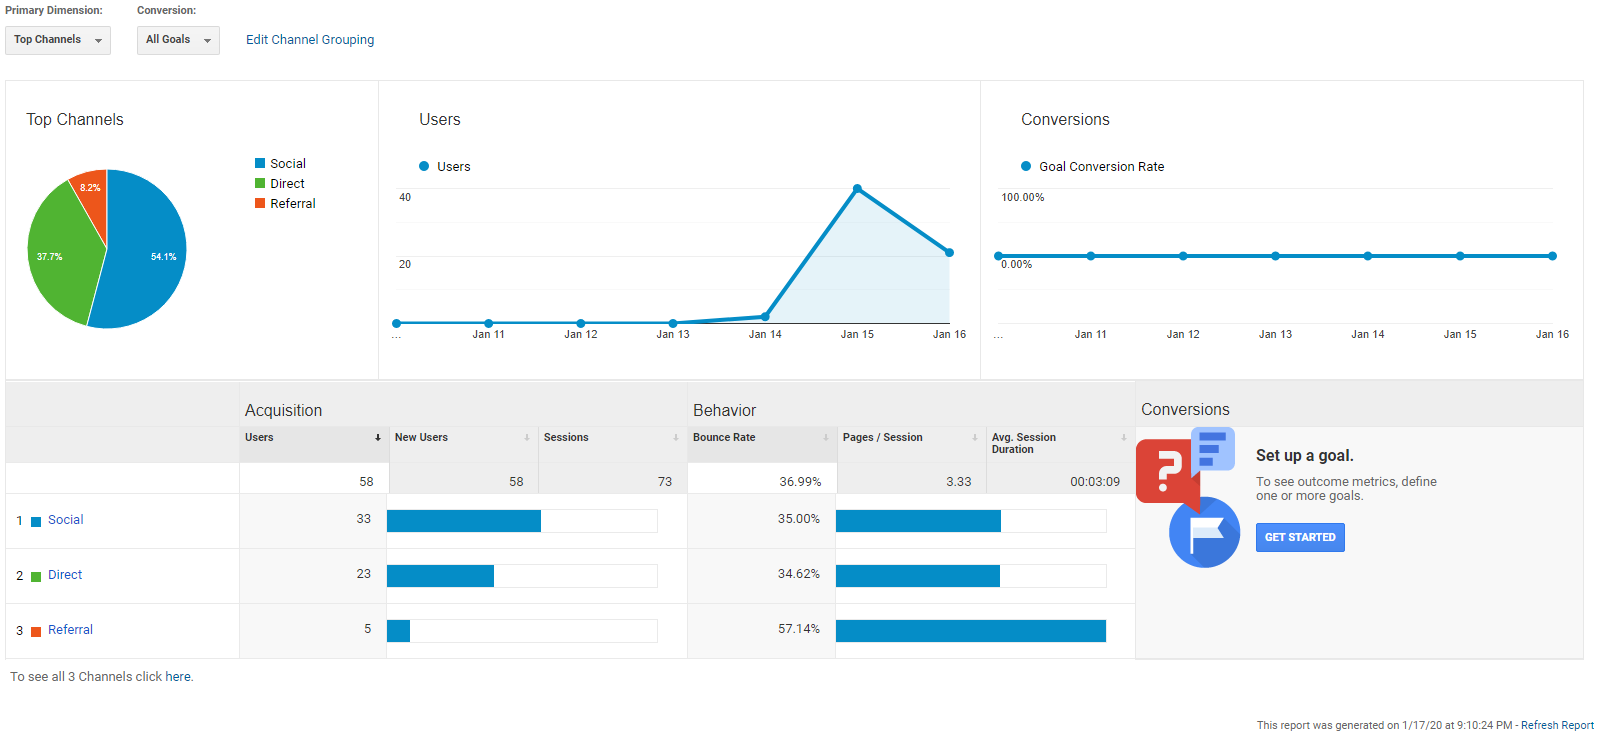 Primary Dimension:
Conversion:
Top Channels
All Goals
Edit Channel Grouping
Top Channels
Social
Direct
Referral
8.2%
37.7%
54.1%
Users
Users
40
20
...
Jan 11
Jan 12
Jan 13
Jan 14
Jan 15
Jan 16
Conversions
Goal Conversion Rate
100.00%
0.00%
...
Jan 11
Jan 12
Jan 13
Jan 14
Jan 15
Jan 16
Acquisition
Behavior
Conversions
Users
New Users
Sessions
Bounce Rate
Pages / Session
Avg. Session
Duration
58
58
73
36.99%
3.33
00:03:09
1 Social
33
35.00%
2 Direct
23
34.62%
3 Referral
5
57.14%
?
Set up a goal.
To see outcome metrics, define
one or more goals.
GET STARTED
To see all 3 Channels click here.
This report was generated on 1/17/20 at 9:10:24 PM - Refresh Report